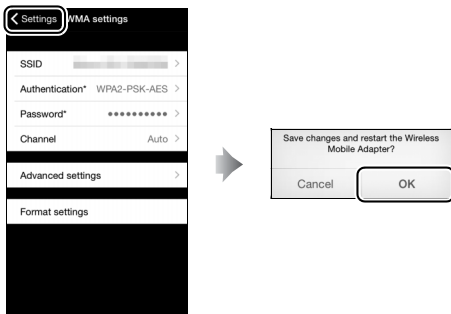 Settings WMA settings
SSID
Authentication* WPA2-PSK-AES
Password* ••••••••••
Channel Auto
Advanced settings
Format settings
Save changes and restart the Wireless
Mobile Adapter?
Cancel OK